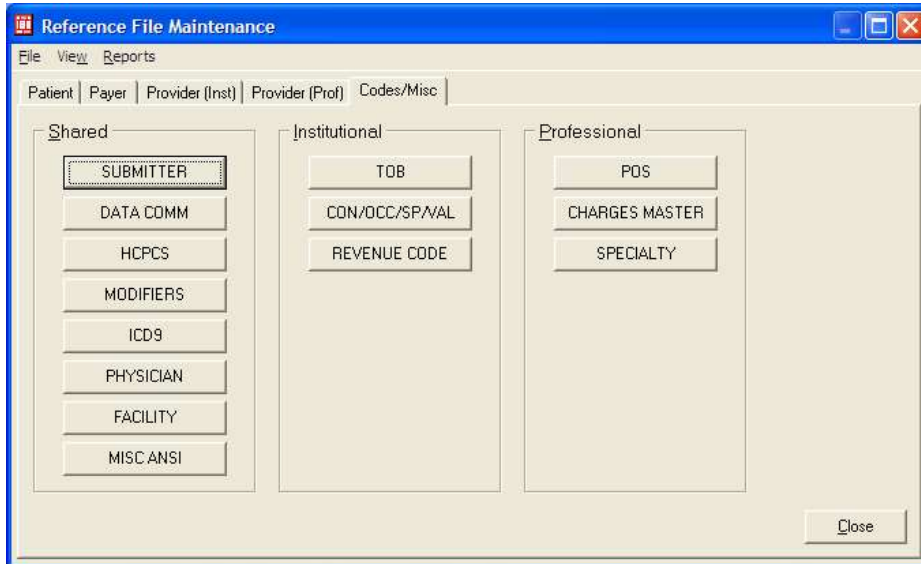 Reference File Maintenance
File View Reports
Patient Payer Provider (Inst) Provider (Prof) Codes/Misc
Shared
SUBMITTER
DATA COMM
HCPCS
MODIFIERS
ICD9
PHYSICIAN
FACILITY
MISC ANSI
Institutional
TOB
CON/OCC/SP/VAL
REVENUE CODE
Professional
POS
CHARGES MASTER
SPECIALTY
Close